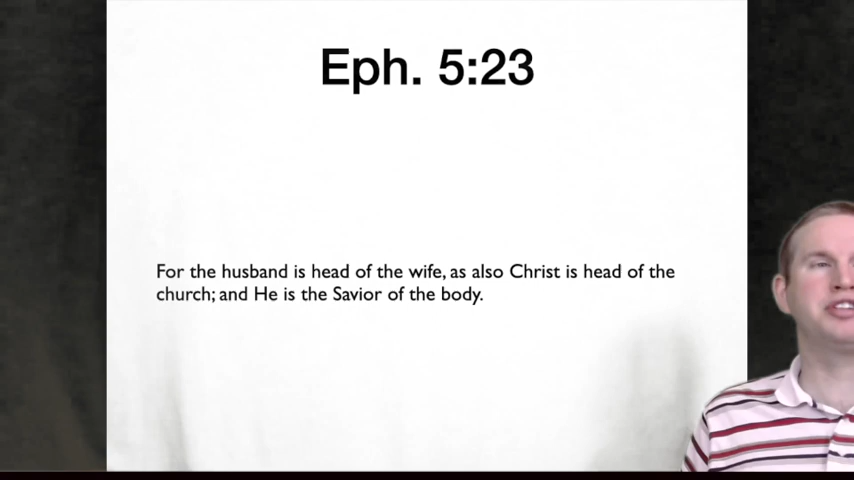 Eph. 5:23
For the husband is head of the wife, as also Christ is head of the
church; and He is the Savior of the body.